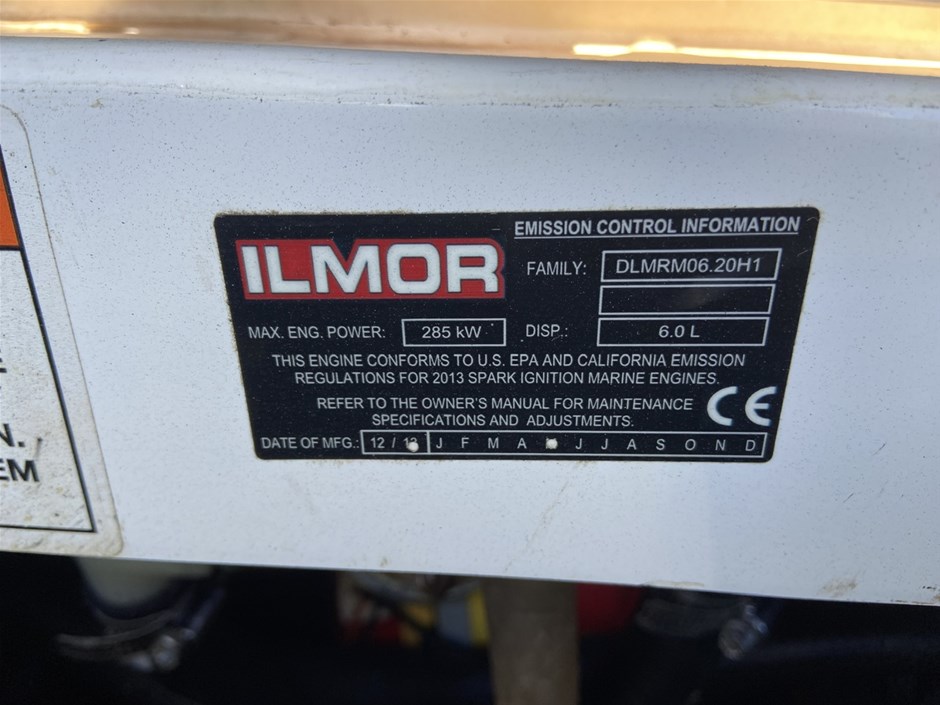 EMISSION CONTROL INFORMATION
ILMOR
FAMILY: DLMRM06.20H1
MAX. ENG. POWER: 285 kW DISP.: 6.0 L
THIS ENGINE CONFORMS TO U.S. EPA AND CALIFORNIA EMISSION
REGULATIONS FOR 2013 SPARK IGNITION MARINE ENGINES.
REFER TO THE OWNER'S MANUAL FOR MAINTENANCE
SPECIFICATIONS AND ADJUSTMENTS.
CE
DATE OF MFG.: 12 / 13 J F M A J J A S O N D
N.
EM